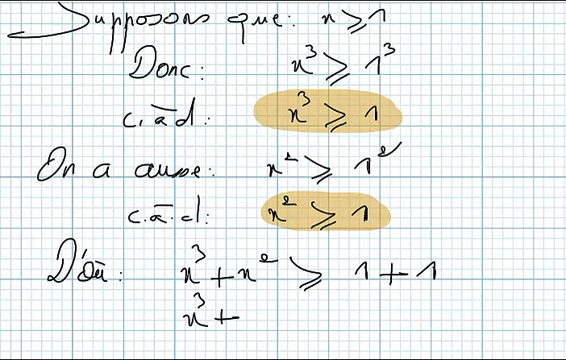 Supposons que: x ⩾ 1
Donc: x³ ⩾ 1³
c.à.d: x³ ⩾ 1
On a aussi: x² ⩾ 1²
c.à.d: x² ⩾ 1
D'où: x³ + x² ⩾ 1 + 1
x³ +